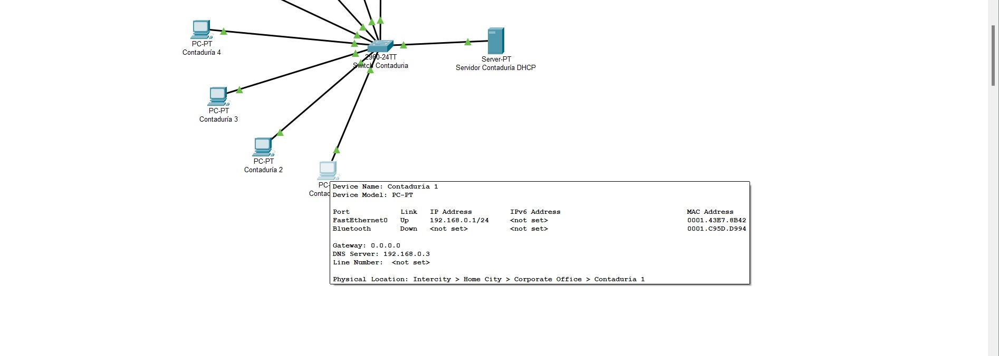 PC-PT
Contaduría 4
2960-24TT
Switch Contaduria
Server-PT
Servidor Contaduría DHCP
PC-PT
Contaduría 3
PC-PT
Contaduría 2
PC-
Contad
Device Name: Contaduría 1
Device Model: PC-PT
Port Link IP Address IPv6 Address MAC Address
FastEthernet0 Up 192.168.0.1/24 <not set> 0001.43E7.8B42
Bluetooth Down <not set> <not set> 0001.C95D.D994
Gateway: 0.0.0.0
DNS Server: 192.168.0.3
Line Number: <not set>
Physical Location: Intercity > Home City > Corporate Office > Contaduría 1